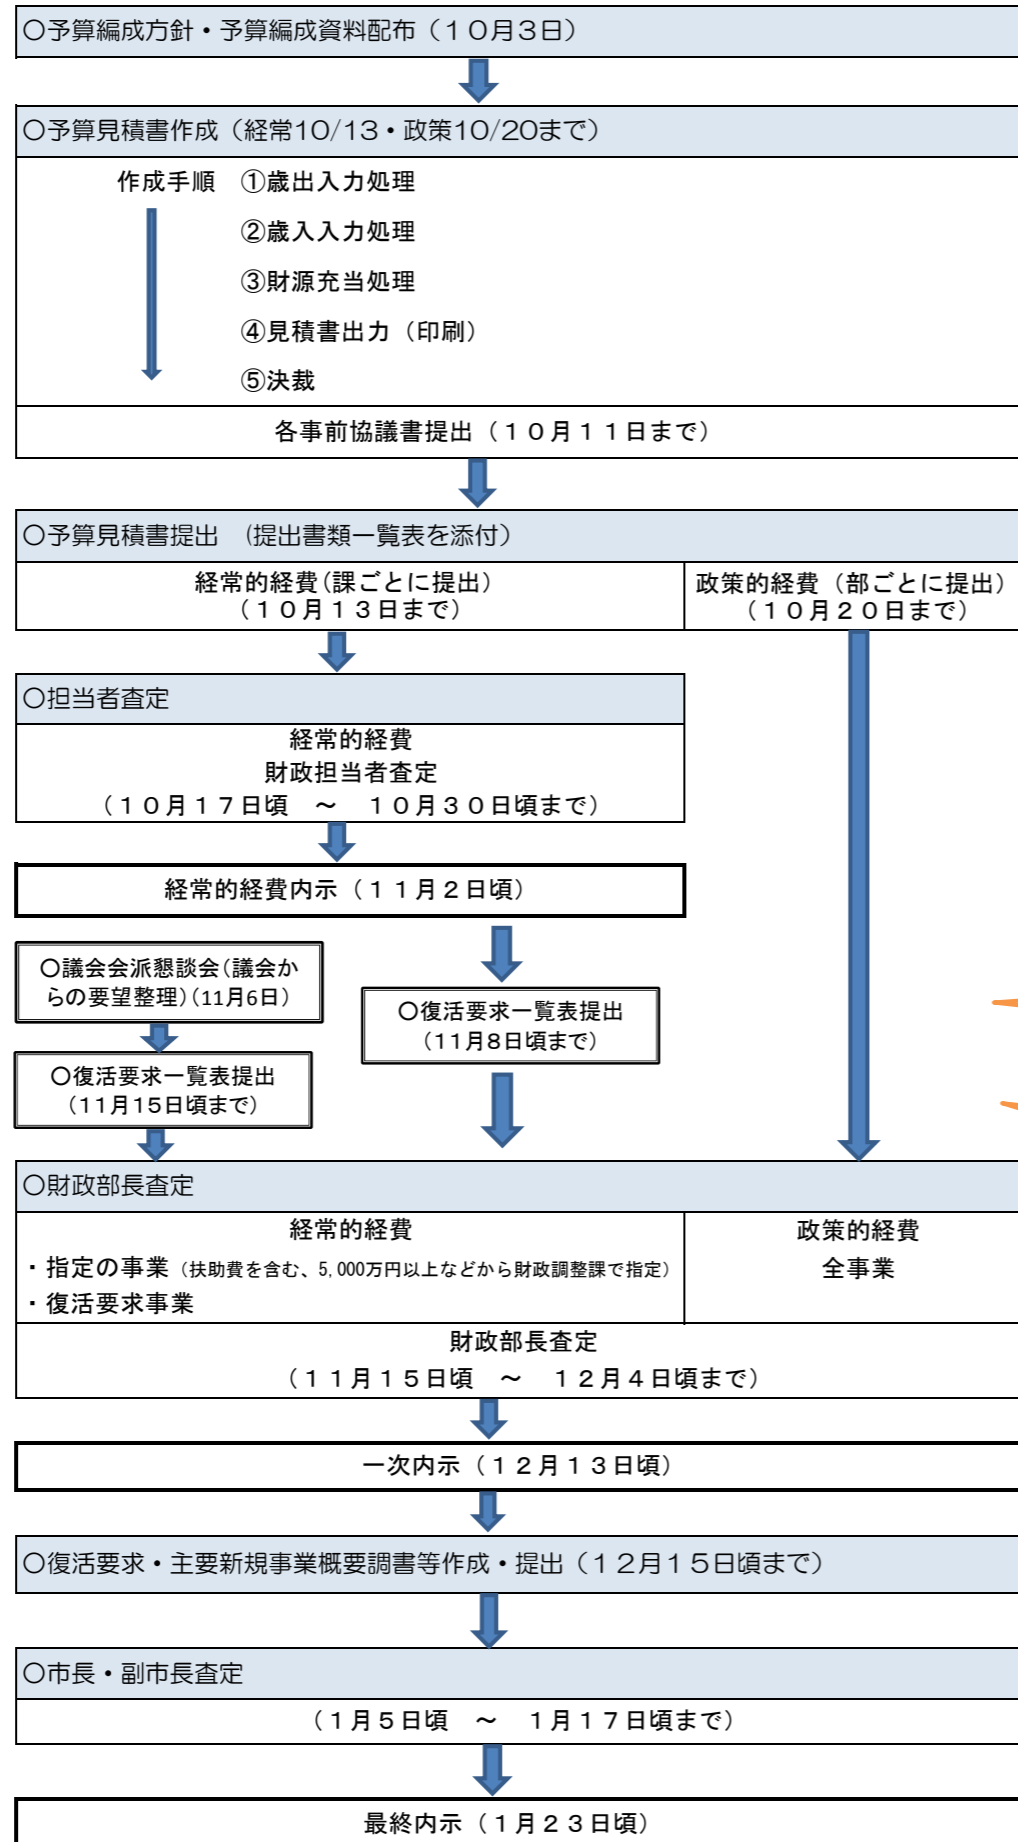 〇予算編成方針・予算編成資料配布（１０月３日）
〇予算見積書作成（経常10/13・政策10/20まで）
作成手順　①歳出入力処理
②歳入入力処理
③財源充当処理
④見積書出力（印刷）
⑤決裁
各事前協議書提出（１０月１１日まで）
〇予算見積書提出　（提出書類一覧表を添付）
経常的経費（課ごとに提出）
（１０月１３日まで）
政策的経費（部ごとに提出）
（１０月２０日まで）
〇担当者査定
経常的経費
財政担当者査定
（１０月１７日頃　～　１０月３０日頃まで）
経常的経費内示（１１月２日頃）
〇議会会派懇談会（議会か
らの要望整理）（11月6日）
〇復活要求一覧表提出
（11月8日頃まで）
〇復活要求一覧表提出
（11月15日頃まで）
〇財政部長査定
経常的経費
・指定の事業（扶助費を含む、5,000万円以上などから財政調整課で指定）
・復活要求事業
政策的経費
全事業
財政部長査定
（１１月１５日頃　～　１２月４日頃まで）
一次内示（１２月１３日頃）
〇復活要求・主要新規事業概要調書等作成・提出（１２月１５日頃まで）
〇市長・副市長査定
（１月５日頃　～　１月１７日頃まで）
最終内示（１月２３日頃）